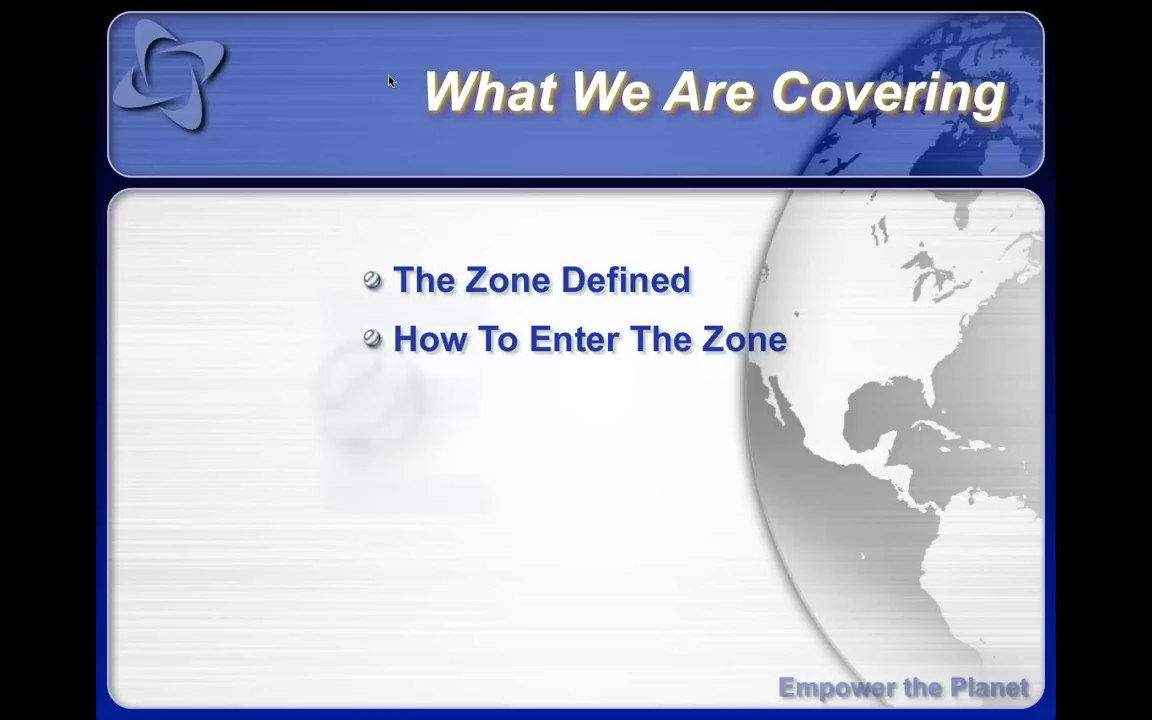 What We Are Covering
The Zone Defined
How To Enter The Zone
Empower the Planet